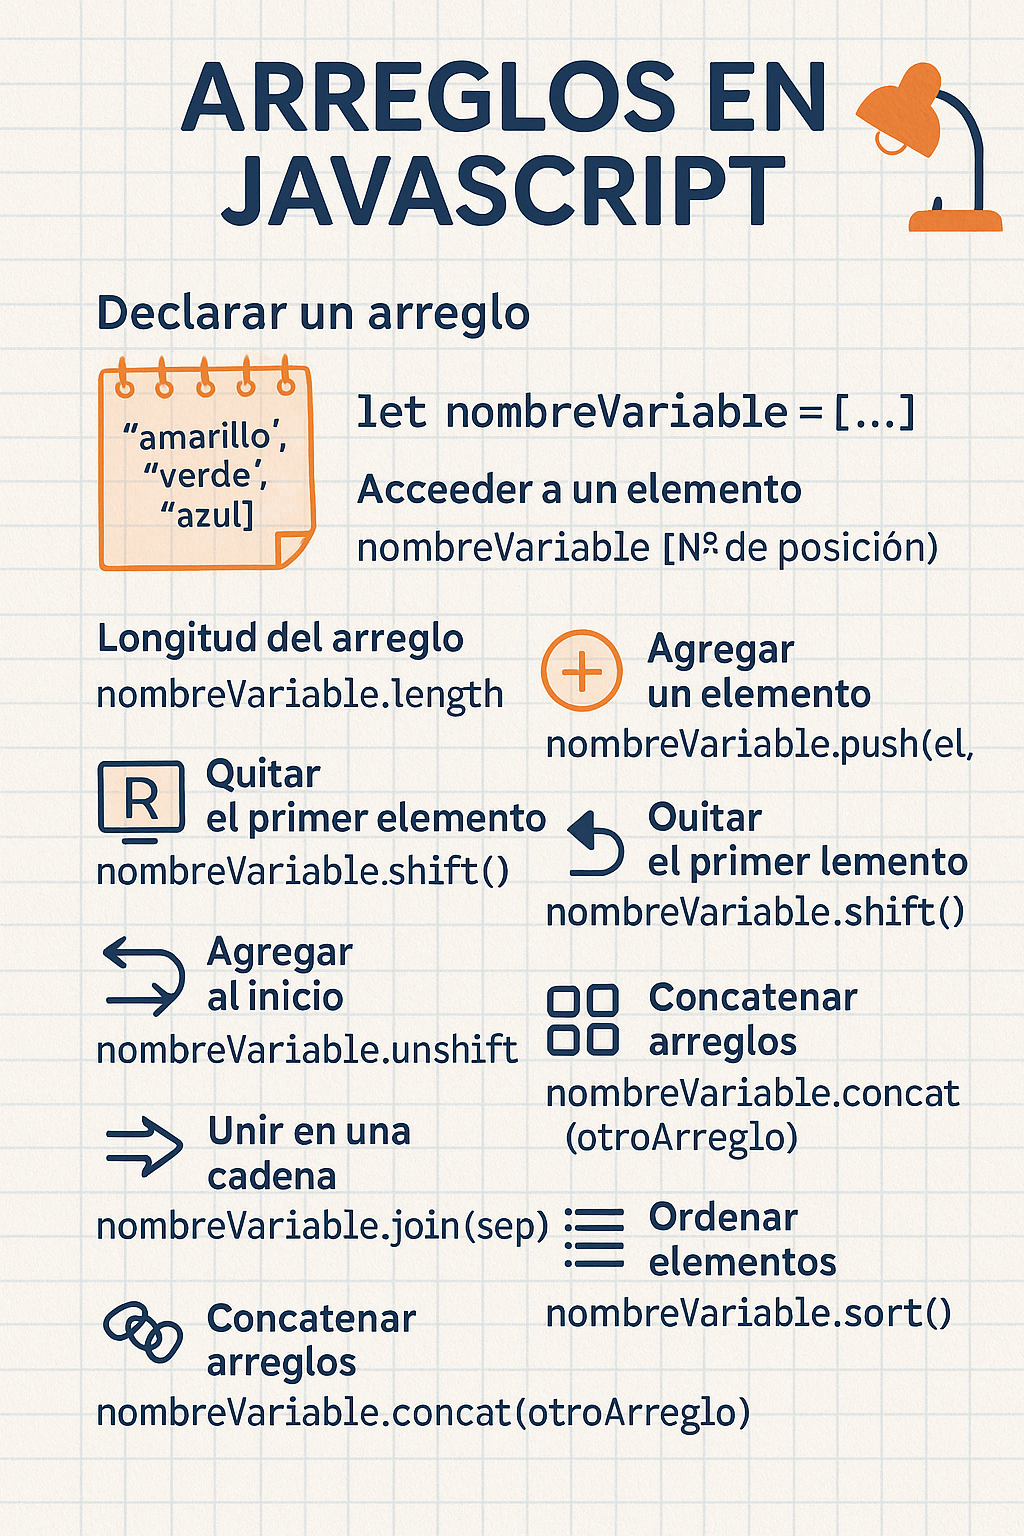 ARREGLOS EN
JAVASCRIPT
Declarar un arreglo
“amarillo’,
“verde’,
“azul]
let nombreVariable = [...]
Acceeder a un elemento
nombreVariable [Nº de posición)
Longitud del arreglo
nombreVariable.length
Agregar
un elemento
nombreVariable.push(el,
R
Quitar
el primer elemento
nombreVariable.shift()
Ouitar
el primer lemento
nombreVariable.shift()
Agregar
al inicio
nombreVariable.unshift
Concatenar
arreglos
nombreVariable.concat
(otroArreglo)
Unir en una
cadena
nombreVariable.join(sep)
Ordenar
elementos
nombreVariable.sort()
Concatenar
arreglos
nombreVariable.concat(otroArreglo)